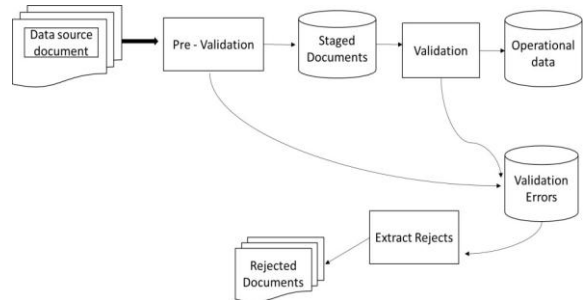 Data source
document
Pre - Validation
Staged
Documents
Validation
Operational
data
Validation
Errors
Extract Rejects
Rejected
Documents